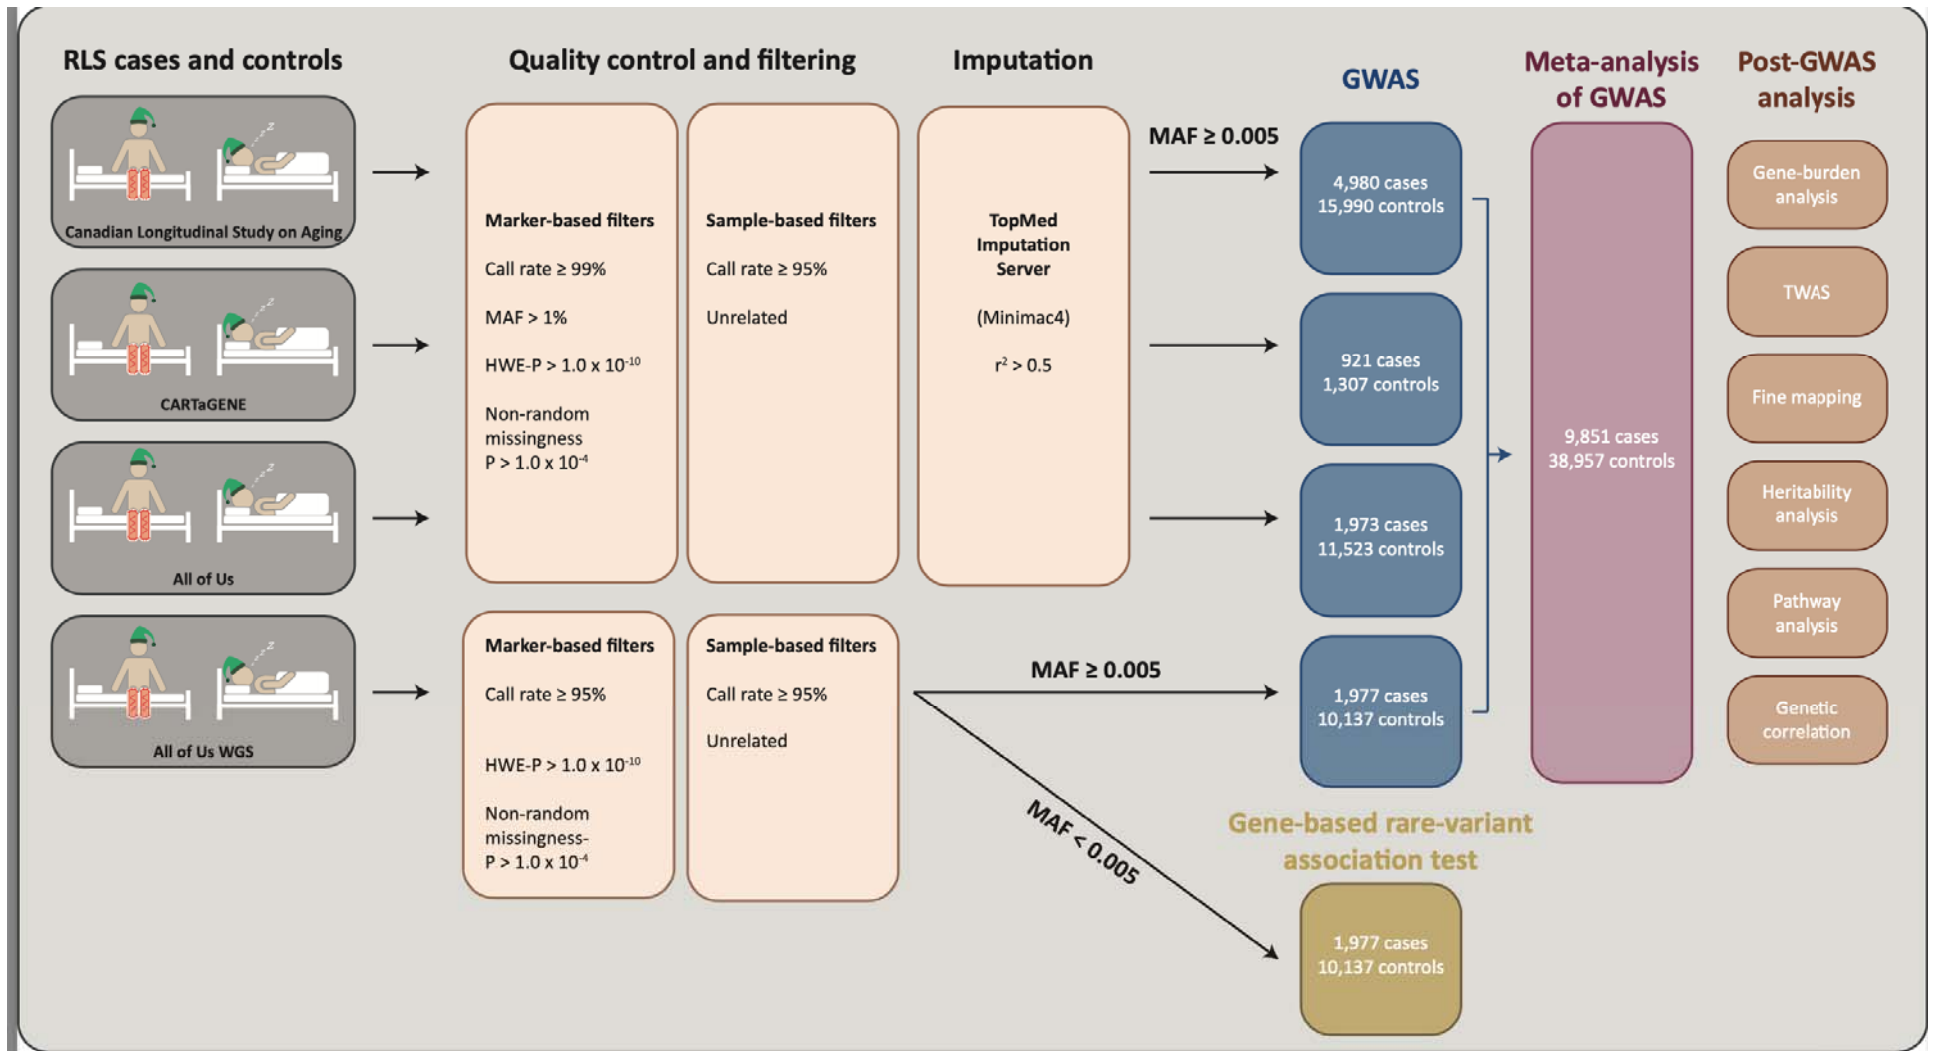 RLS cases and controls
Canadian Longitudinal Study on Aging
CARTaGENE
All of Us
All of Us WGS
Quality control and filtering
Marker-based filters
Call rate ≥ 99%
MAF > 1%
HWE-P > 1.0 x 10⁻¹⁰
Non-random
missingness
P > 1.0 x 10⁻⁴
Sample-based filters
Call rate ≥ 95%
Unrelated
Marker-based filters
Call rate ≥ 95%
HWE-P > 1.0 x 10⁻¹⁰
Non-random
missingness-
P > 1.0 x 10⁻⁴
Sample-based filters
Call rate ≥ 95%
Unrelated
Imputation
TopMed
Imputation
Server
(Minimac4)
r² > 0.5
MAF ≥ 0.005
MAF ≥ 0.005
MAF < 0.005
GWAS
4,980 cases
15,990 controls
921 cases
1,307 controls
1,973 cases
11,523 controls
1,977 cases
10,137 controls
Gene-based rare-variant
association test
1,977 cases
10,137 controls
Meta-analysis
of GWAS
9,851 cases
38,957 controls
Post-GWAS
analysis
Gene-burden
analysis
TWAS
Fine mapping
Heritability
analysis
Pathway
analysis
Genetic
correlation